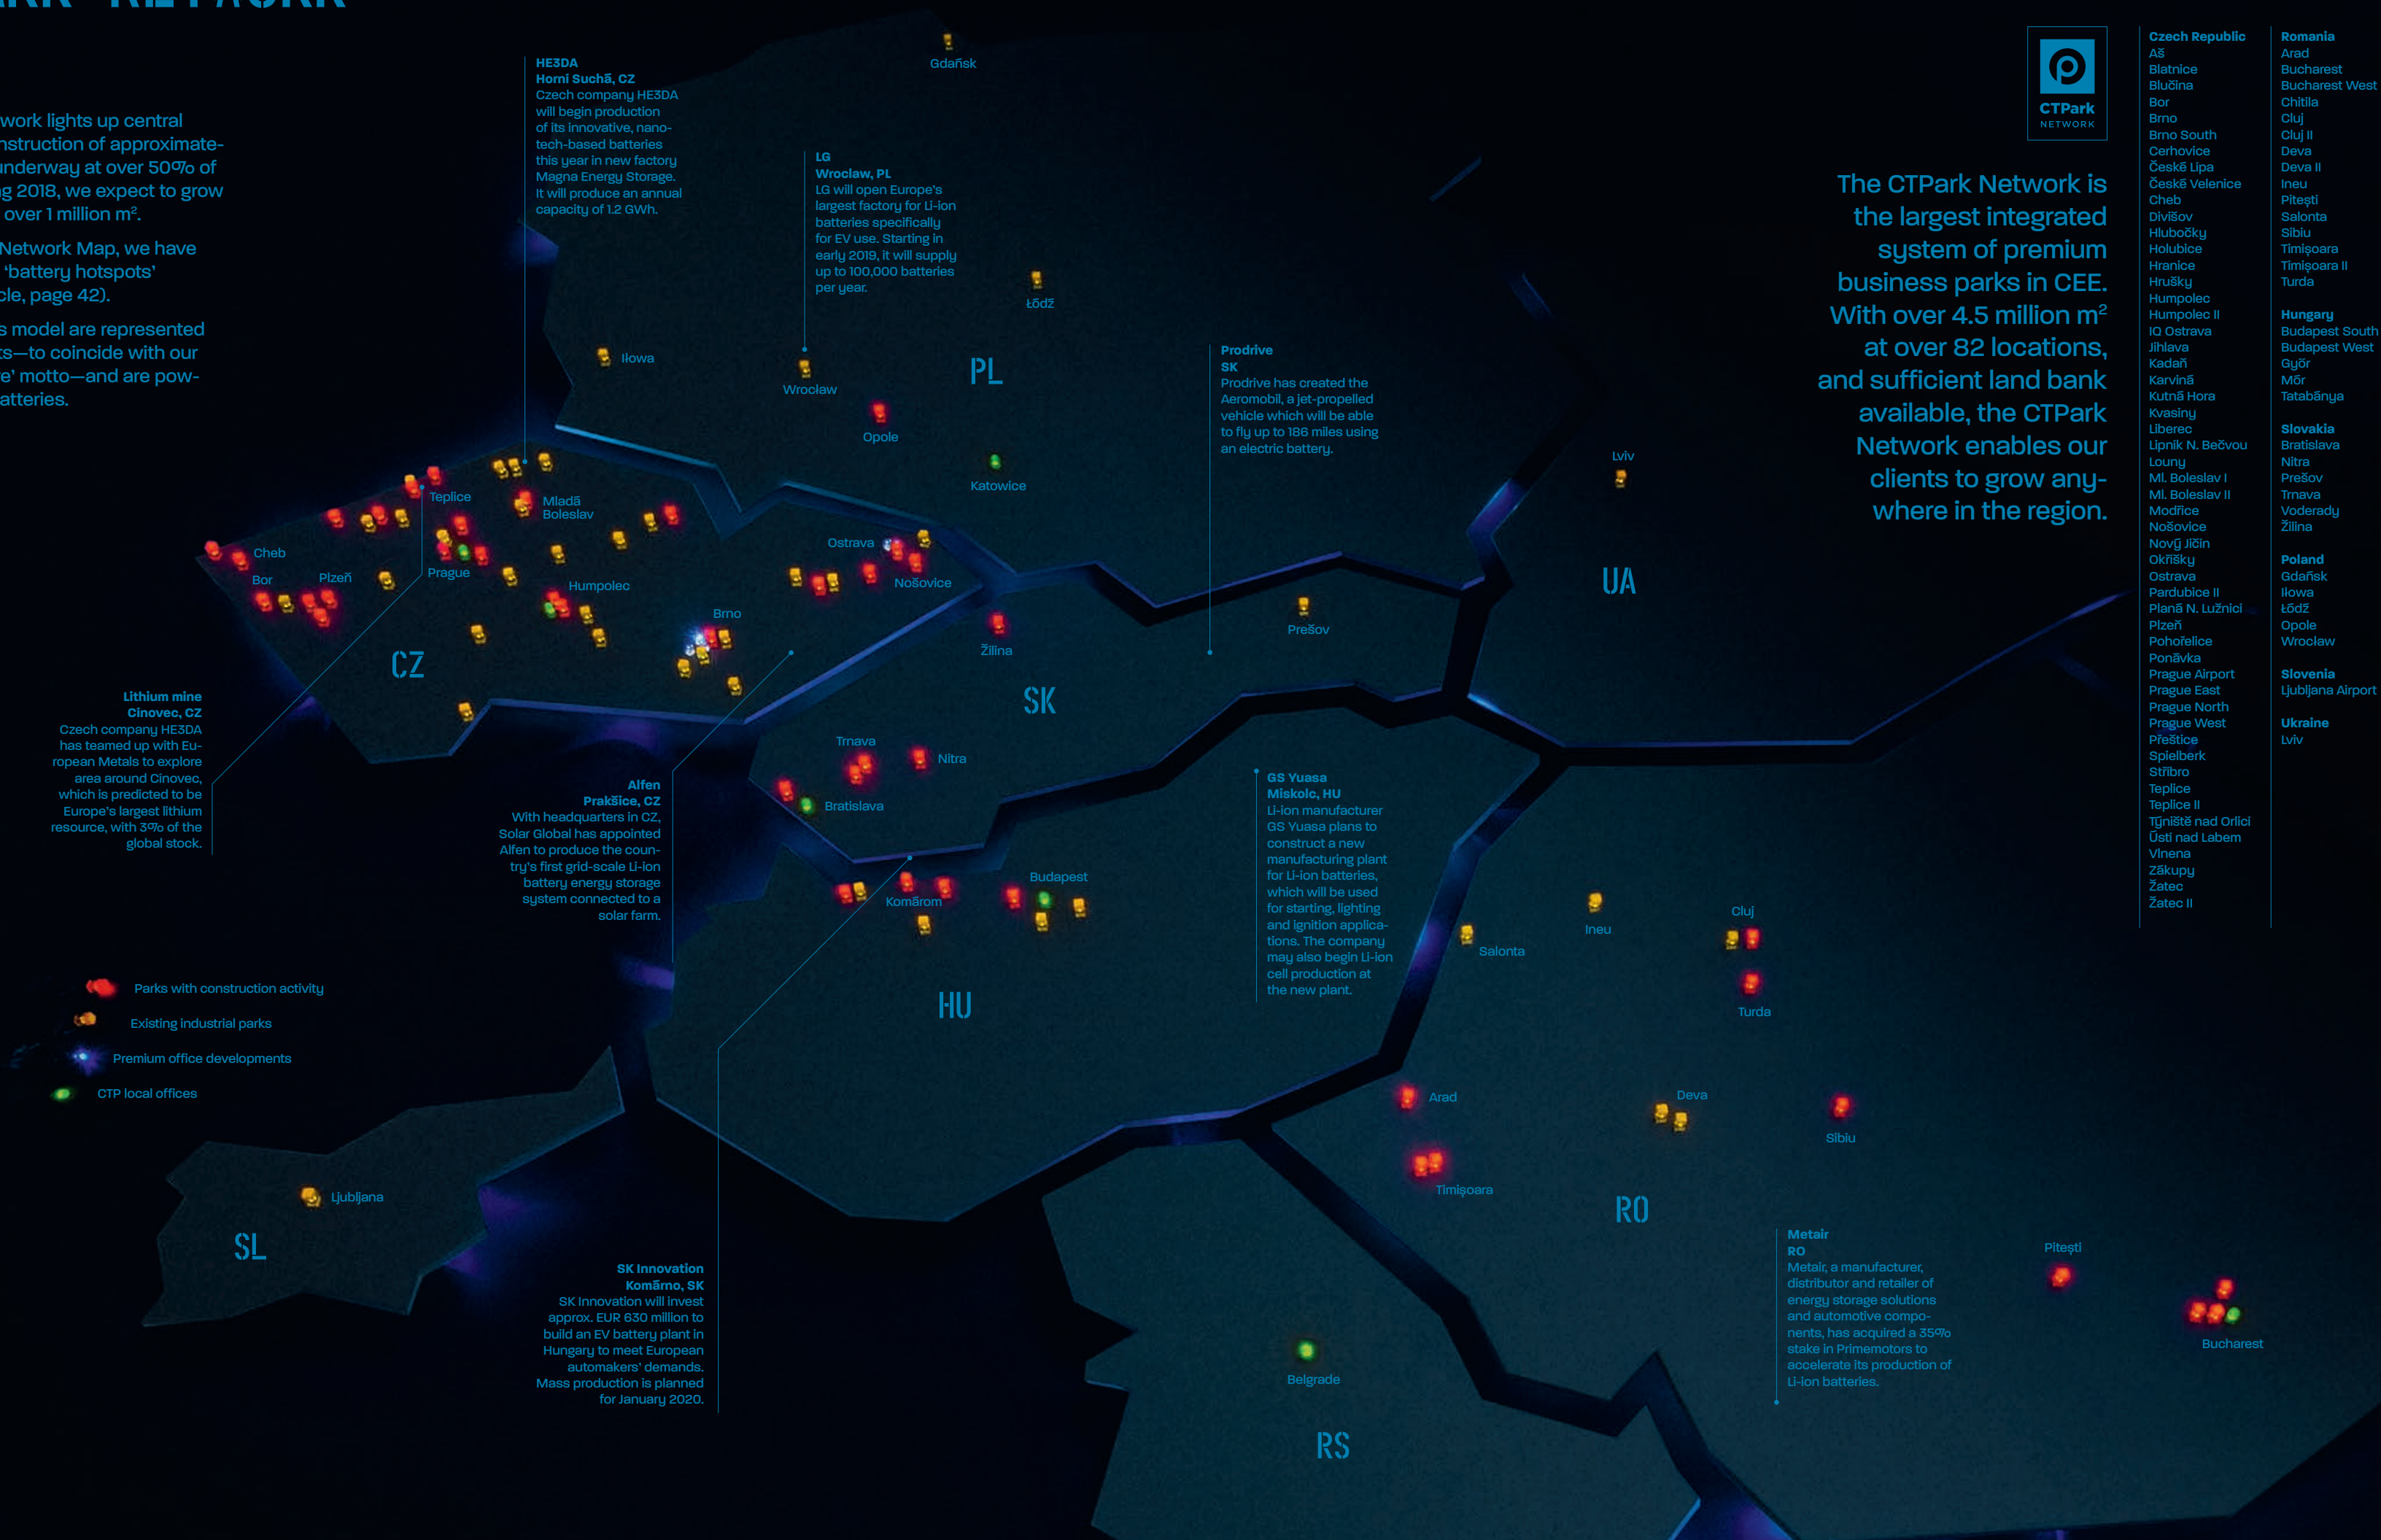 work lights up central
nstruction of approximate-
underway at over 50% of
g 2018, we expect to grow
over 1 million m².
Network Map, we have
'battery hotspots'
cle, page 42).
s model are represented
ts—to coincide with our
e' motto—and are pow-
atteries.
HE3DA
Horni Suchá, CZ
Czech company HE3DA
will begin production
of its innovative, nano-
tech-based batteries
this year in new factory
Magna Energy Storage.
It will produce an annual
capacity of 1.2 GWh.
LG
Wroclaw, PL
LG will open Europe's
largest factory for Li-ion
batteries specifically
for EV use. Starting in
early 2019, it will supply
up to 100,000 batteries
per year.
Prodrive
SK
Prodrive has created the
Aeromobil, a jet-propelled
vehicle which will be able
to fly up to 186 miles using
an electric battery.
Gdańsk
Łódź
Iłowa
Wrocław
PL
Opole
Katowice
Lviv
UA
Teplice
Mladá
Boleslav
Cheb
Bor
Plzeň
Prague
Humpolec
Ostrava
Nošovice
Brno
CZ
Žilina
Prešov
SK
Trnava
Nitra
Bratislava
Lithium mine
Cinovec, CZ
Czech company HE3DA
has teamed up with Eu-
ropean Metals to explore
area around Cinovec,
which is predicted to be
Europe's largest lithium
resource, with 3% of the
global stock.
Alfen
Prakšice, CZ
With headquarters in CZ,
Solar Global has appointed
Alfen to produce the coun-
try's first grid-scale Li-ion
battery energy storage
system connected to a
solar farm.
GS Yuasa
Miskolc, HU
Li-ion manufacturer
GS Yuasa plans to
construct a new
manufacturing plant
for Li-ion batteries,
which will be used
for starting, lighting
and ignition applica-
tions. The company
may also begin Li-ion
cell production at
the new plant.
Komárom
Budapest
HU
Salonta
Ineu
Cluj
Turda
Arad
Deva
Sibiu
Timișoara
RO
Parks with construction activity
Existing industrial parks
Premium office developments
CTP local offices
Ljubljana
SL
SK Innovation
Komárno, SK
SK Innovation will invest
approx. EUR 630 million to
build an EV battery plant in
Hungary to meet European
automakers' demands.
Mass production is planned
for January 2020.
Metair
RO
Metair, a manufacturer,
distributor and retailer of
energy storage solutions
and automotive compo-
nents, has acquired a 35%
stake in Primemotors to
accelerate its production of
Li-ion batteries.
Pitești
Bucharest
Belgrade
RS
CTPark
NETWORK
The CTPark Network is
the largest integrated
system of premium
business parks in CEE.
With over 4.5 million m²
at over 82 locations,
and sufficient land bank
available, the CTPark
Network enables our
clients to grow any-
where in the region.
Czech Republic
Aš
Blatnice
Blučina
Bor
Brno
Brno South
Cerhovice
České Lípa
České Velenice
Cheb
Divišov
Hlubočky
Holubice
Hranice
Hrušky
Humpolec
Humpolec II
IQ Ostrava
Jihlava
Kadaň
Karviná
Kutná Hora
Kvasiny
Liberec
Lipník N. Bečvou
Louny
Ml. Boleslav I
Ml. Boleslav II
Modřice
Nošovice
Nový Jičín
Okříšky
Ostrava
Pardubice II
Planá N. Lužnicí
Plzeň
Pohořelice
Ponávka
Prague Airport
Prague East
Prague North
Prague West
Přeštice
Spielberk
Stříbro
Teplice
Teplice II
Týniště nad Orlicí
Ústí nad Labem
Vlnena
Zákupy
Žatec
Žatec II
Romania
Arad
Bucharest
Bucharest West
Chitila
Cluj
Cluj II
Deva
Deva II
Ineu
Pitești
Salonta
Sibiu
Timișoara
Timișoara II
Turda
Hungary
Budapest South
Budapest West
Győr
Mór
Tatabánya
Slovakia
Bratislava
Nitra
Prešov
Trnava
Voderady
Žilina
Poland
Gdańsk
Iłowa
Łódź
Opole
Wrocław
Slovenia
Ljubljana Airport
Ukraine
Lviv